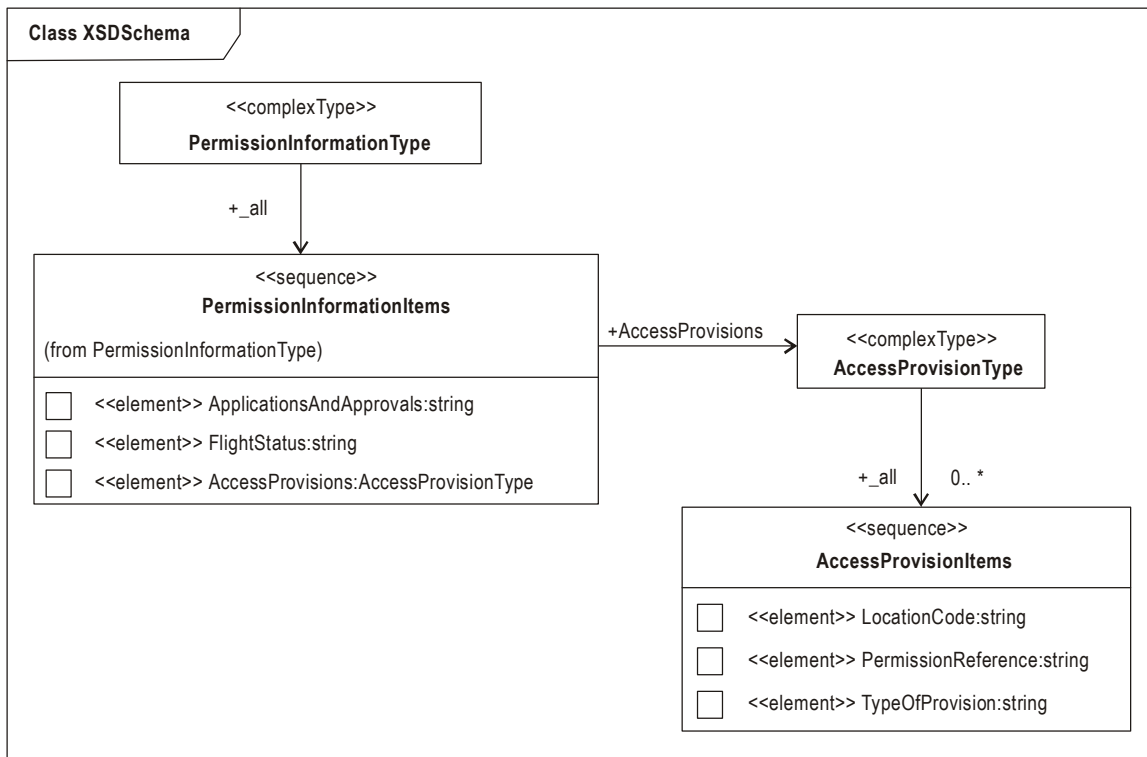 Class XSDSchema
<<complexType>>
PermissionInformationType
+_all
<<sequence>>
PermissionInformationItems
(from PermissionInformationType)
<<element>> ApplicationsAndApprovals:string
<<element>> FlightStatus:string
<<element>> AccessProvisions:AccessProvisionType
+AccessProvisions
<<complexType>>
AccessProvisionType
+_all 0.. *
<<sequence>>
AccessProvisionItems
<<element>> LocationCode:string
<<element>> PermissionReference:string
<<element>> TypeOfProvision:string